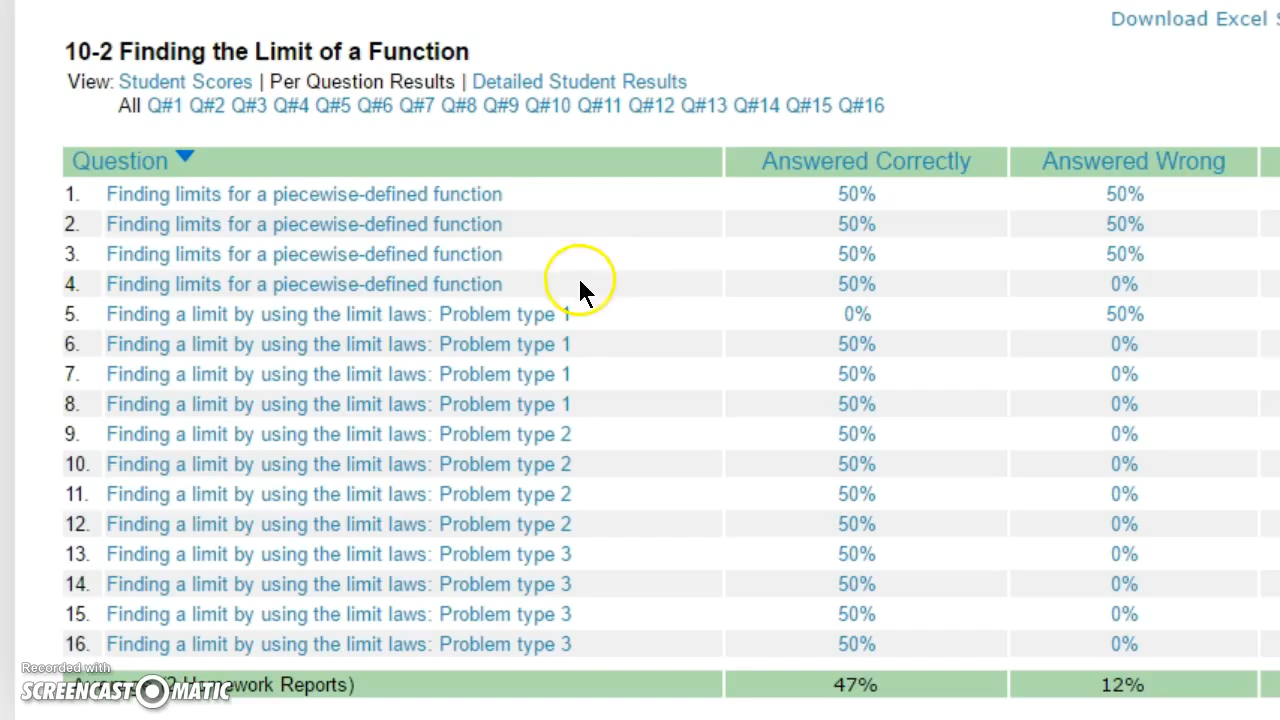 Download Excel
10-2 Finding the Limit of a Function
View: Student Scores | Per Question Results | Detailed Student Results
All Q#1 Q#2 Q#3 Q#4 Q#5 Q#6 Q#7 Q#8 Q#9 Q#10 Q#11 Q#12 Q#13 Q#14 Q#15 Q#16
Question Answered Correctly Answered Wrong
1. Finding limits for a piecewise-defined function 50% 50%
2. Finding limits for a piecewise-defined function 50% 50%
3. Finding limits for a piecewise-defined function 50% 50%
4. Finding limits for a piecewise-defined function 50% 0%
5. Finding a limit by using the limit laws: Problem type 1 0% 50%
6. Finding a limit by using the limit laws: Problem type 1 50% 0%
7. Finding a limit by using the limit laws: Problem type 1 50% 0%
8. Finding a limit by using the limit laws: Problem type 1 50% 0%
9. Finding a limit by using the limit laws: Problem type 2 50% 0%
10. Finding a limit by using the limit laws: Problem type 2 50% 0%
11. Finding a limit by using the limit laws: Problem type 2 50% 0%
12. Finding a limit by using the limit laws: Problem type 2 50% 0%
13. Finding a limit by using the limit laws: Problem type 3 50% 0%
14. Finding a limit by using the limit laws: Problem type 3 50% 0%
15. Finding a limit by using the limit laws: Problem type 3 50% 0%
16. Finding a limit by using the limit laws: Problem type 3 50% 0%
Homework Reports) 47% 12%
Recorded with
SCREENCAST-O-MATIC